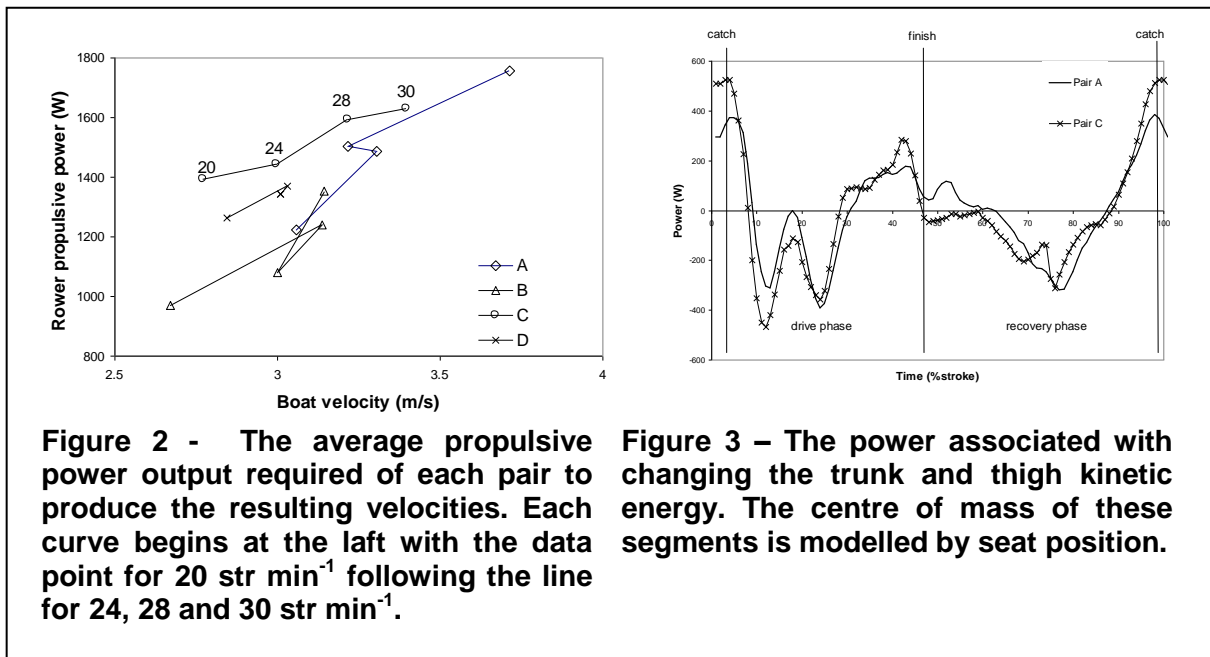 1800
1600
1400
1200
1000
800
Rower propulsive power (W)
20
24
28
30
A
B
C
D
2.5 3 3.5 4
Boat velocity (m/s)
catch finish catch
600
400
200
0
-200
-400
-600
Power (W)
Pair A
Pair C
0 10 20 30 40 50 60 70 80 90 100
drive phase recovery phase
Time (%stroke)
Figure 2 - The average propulsive
power output required of each pair to
produce the resulting velocities. Each
curve begins at the laft with the data
point for 20 str min⁻¹ following the line
for 24, 28 and 30 str min⁻¹.
Figure 3 – The power associated with
changing the trunk and thigh kinetic
energy. The centre of mass of these
segments is modelled by seat position.